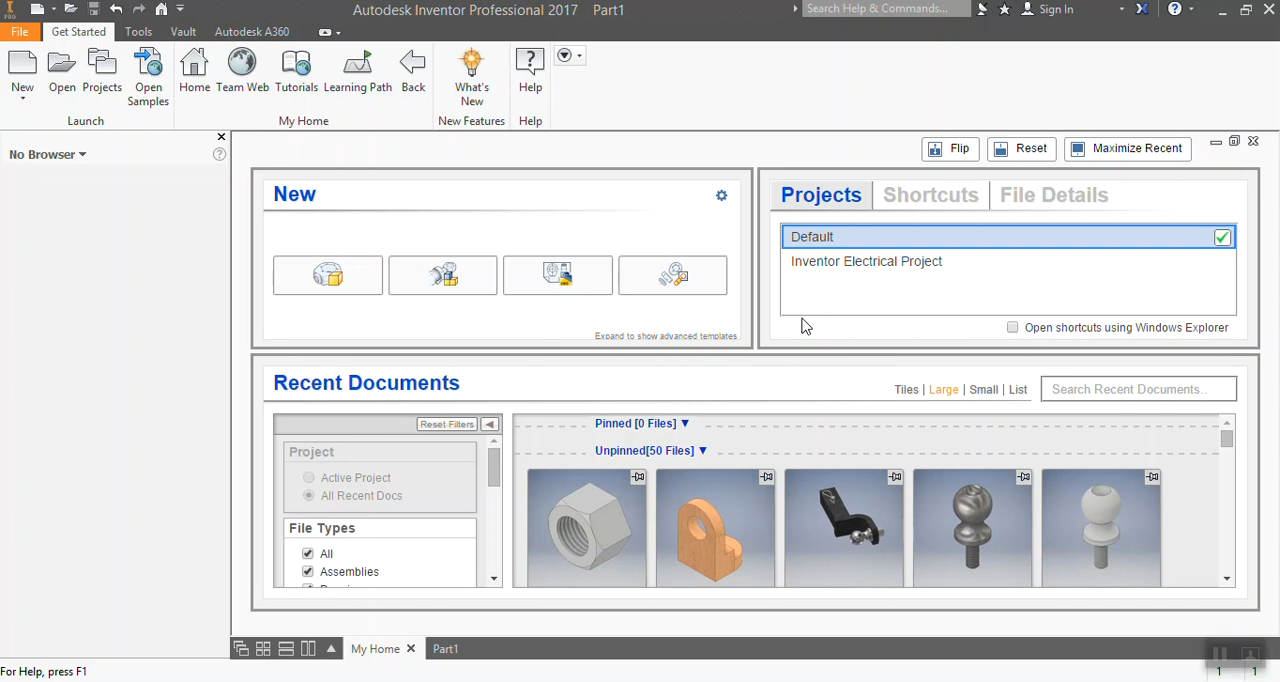 PRO
Autodesk Inventor Professional 2017 Part1
Search Help & Commands...
Sign In
File
Get Started
Tools
Vault
Autodesk A360
New
Open
Projects
Open Samples
Home
Team Web
Tutorials
Learning Path
Back
What's New
Help
Launch
My Home
New Features
Help
No Browser
Flip
Reset
Maximize Recent
New
Expand to show advanced templates
Projects
Shortcuts
File Details
Default
Inventor Electrical Project
Open shortcuts using Windows Explorer
Recent Documents
Tiles | Large | Small | List
Search Recent Documents..
Reset Filters
Project
Active Project
All Recent Docs
File Types
All
Assemblies
Pinned [0 Files]
Unpinned[50 Files]
My Home
Part1
For Help, press F1
1
1